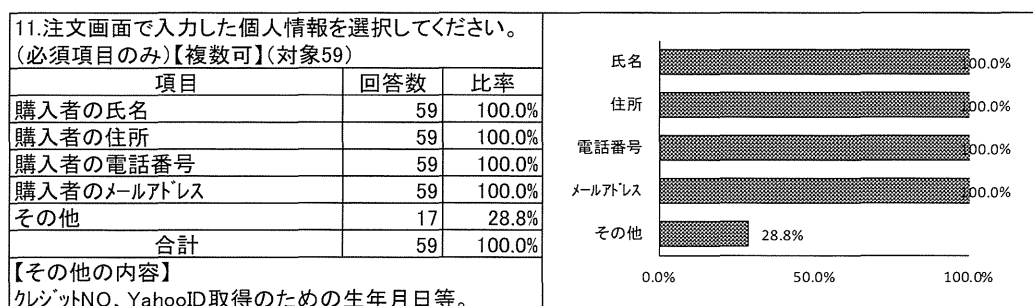 11.注文画面で入力した個人情報を選択してください。
(必須項目のみ)【複数可】(対象59)
項目 回答数 比率
購入者の氏名 59 100.0%
購入者の住所 59 100.0%
購入者の電話番号 59 100.0%
購入者のメールアドレス 59 100.0%
その他 17 28.8%
合計 59 100.0%
【その他の内容】
クレジットNO、YahooID取得のための生年月日等。
氏名 100.0%
住所 100.0%
電話番号 100.0%
メールアドレス 100.0%
その他 28.8%
0.0% 50.0% 100.0%